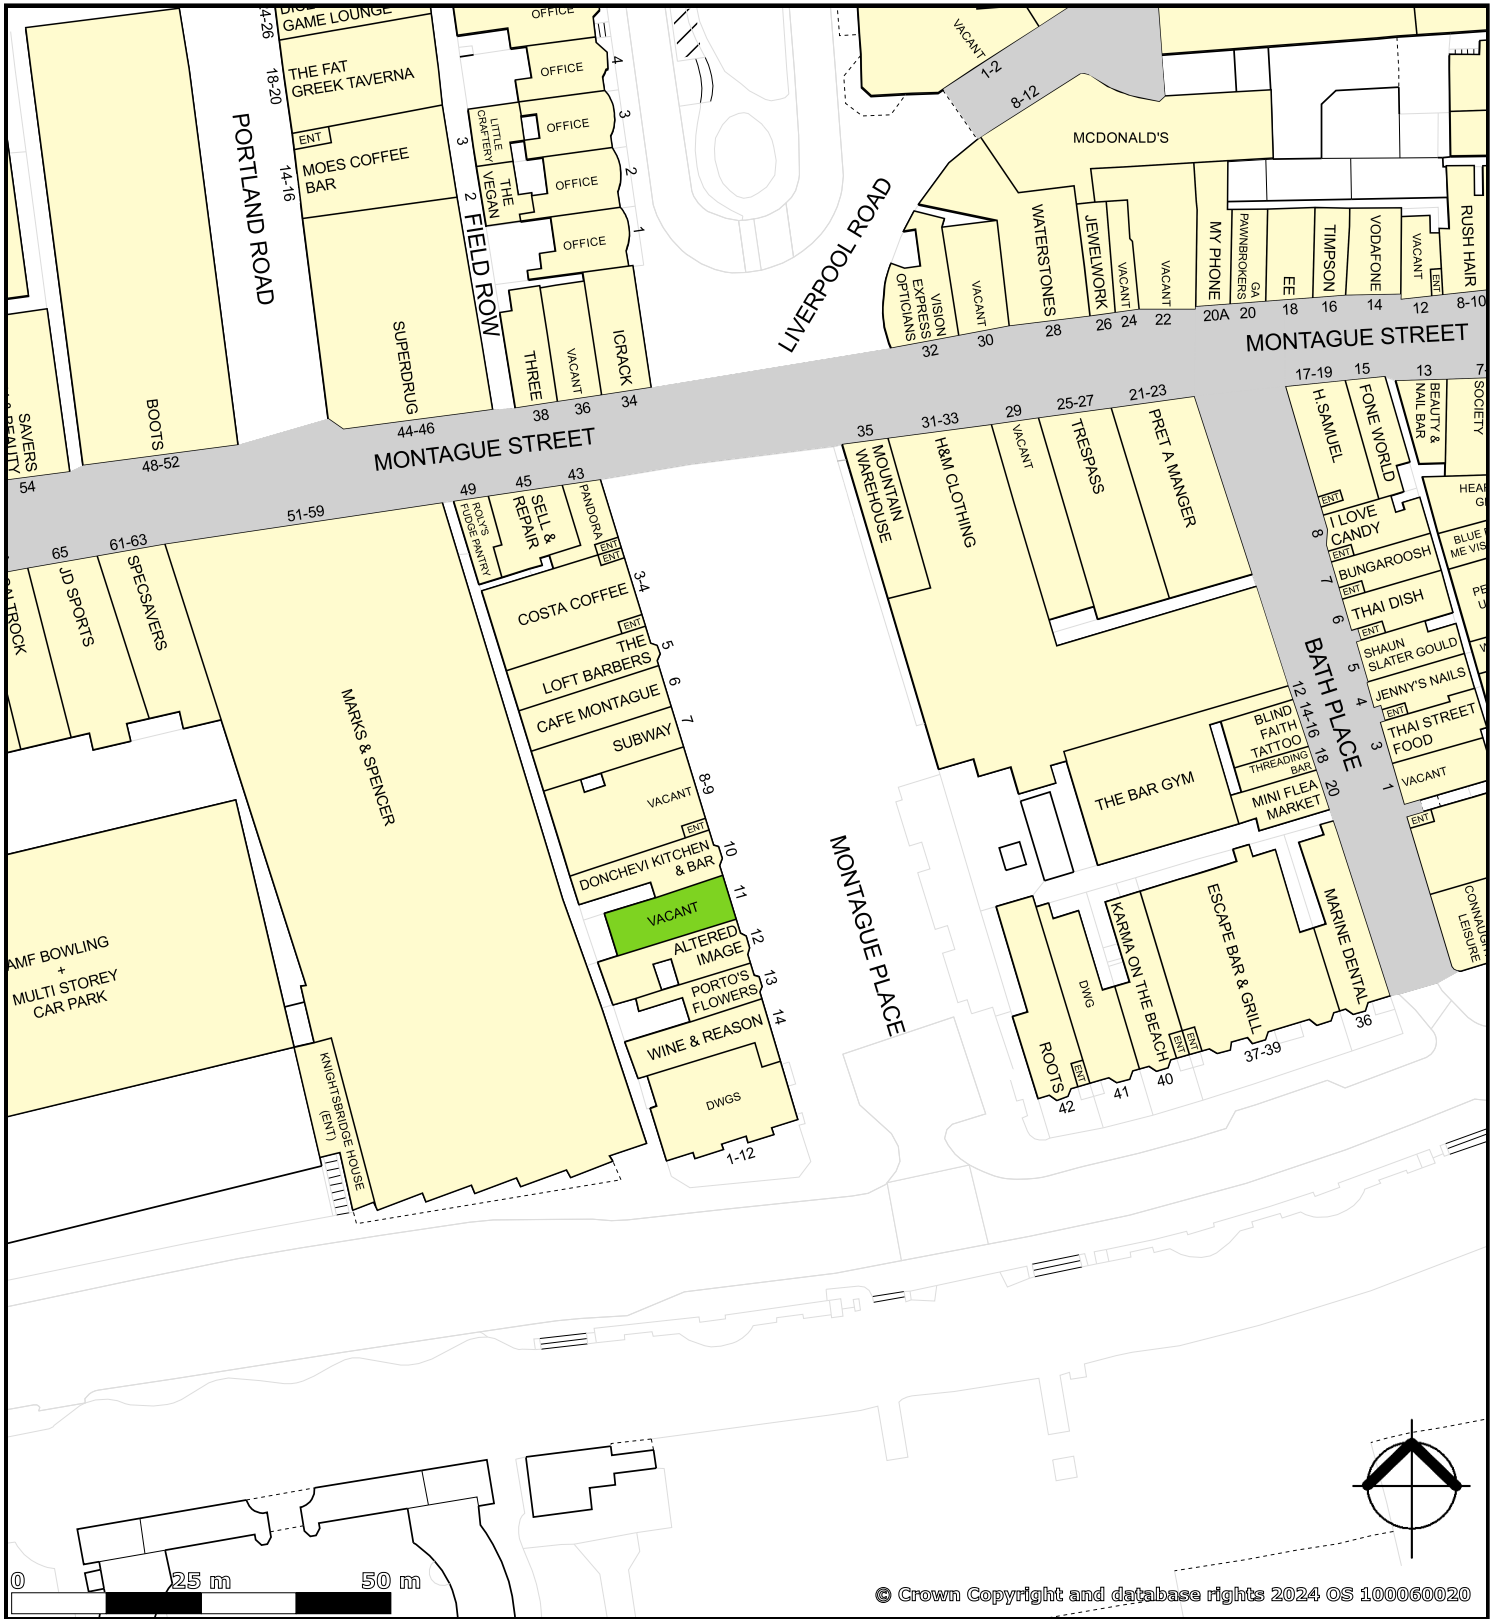 GAME LOUNGE
18-20
THE FAT
GREEK TAVERNA
ENT
14-16
MOES COFFEE
BAR
PORTLAND ROAD
SUPERDRUG
44-46
BOOTS
48-52
SAVERS
54
FIELD ROW
3
LITTLE
CRAFTERY
2
THE
VEGAN
OFFICE
OFFICE
4
OFFICE
3
OFFICE
2
OFFICE
1
THREE
38
VACANT
36
ICRACK
34
LIVERPOOL ROAD
VACANT
1-2
8-12
MCDONALD'S
VISION
EXPRESS
OPTICIANS
32
VACANT
30
WATERSTONES
28
JEWELWORK
26
VACANT
24
VACANT
22
MY PHONE
20A
GA
PAWNBROKERS
20
EE
18
TIMPSON
16
VODAFONE
14
VACANT
12
ENT
RUSH HAIR
8-10
MONTAGUE STREET
MONTAGUE STREET
65
JD SPORTS
61-63
SPECSAVERS
51-59
MARKS & SPENCER
49
ROLY'S
FUDGE PANTRY
45
SELL &
REPAIR
43
PANDORA
ENT
ENT
3-4
COSTA COFFEE
ENT
THE
LOFT BARBERS
5
CAFE MONTAGUE
6
SUBWAY
7
VACANT
8-9
ENT
DONCHEVI KITCHEN
& BAR
10
VACANT
11
ALTERED
IMAGE
12
PORTO'S
FLOWERS
13
WINE & REASON
14
DWGS
1-12
MONTAGUE PLACE
35
MOUNTAIN
WAREHOUSE
31-33
H&M CLOTHING
29
VACANT
25-27
TRESPASS
21-23
PRET A MANGER
17-19
H.SAMUEL
ENT
15
FONE WORLD
13
BEAUTY &
NAIL BAR
SOCIETY
8
I LOVE
CANDY
ENT
7
BUNGAROOSH
ENT
6
THAI DISH
ENT
5
SHAUN
SLATER GOULD
4
JENNY'S NAILS
ENT
3
THAI STREET
FOOD
1
VACANT
ENT
CONNAUGH
LEISURE
BATH PLACE
12
14-16
BLIND
FAITH
TATTOO
18
THREADING
BAR
20
MINI FLEA
MARKET
THE BAR GYM
ROOTS
ENT
42
DWG
41
KARMA ON THE BEACH
40
ENT
ENT
ESCAPE BAR & GRILL
37-39
MARINE DENTAL
36
AMF BOWLING
+
MULTI STOREY
CAR PARK
KNIGHTSBRIDGE HOUSE
(ENT)
0
25 m
50 m
© Crown Copyright and database rights 2024 OS 100060020